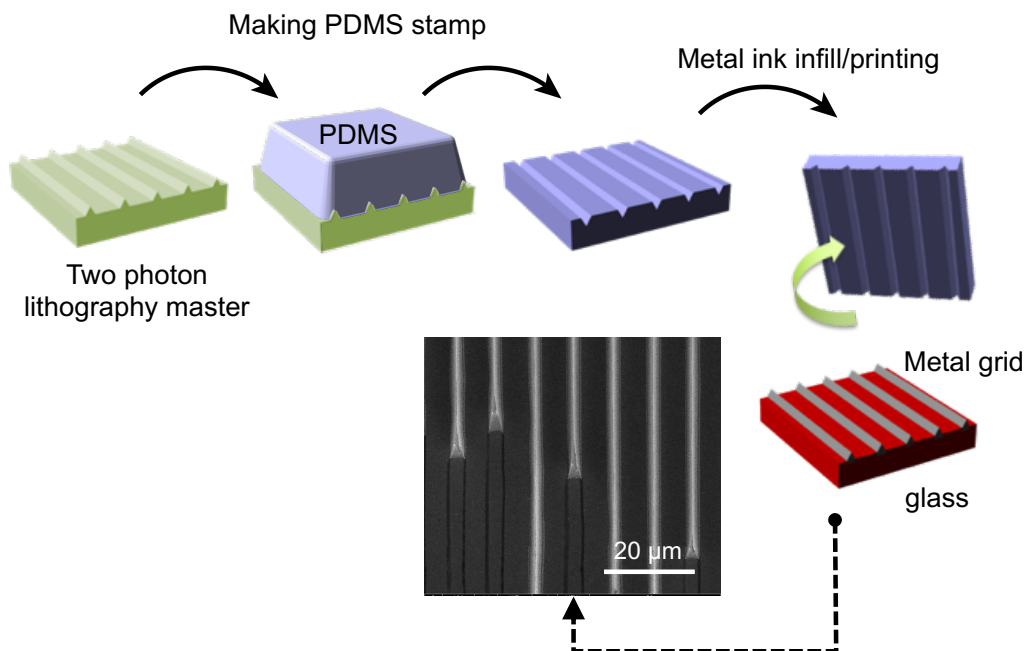 Making PDMS stamp
Metal ink infill/printing
PDMS
Two photon
lithography master
Metal grid
glass
20 µm